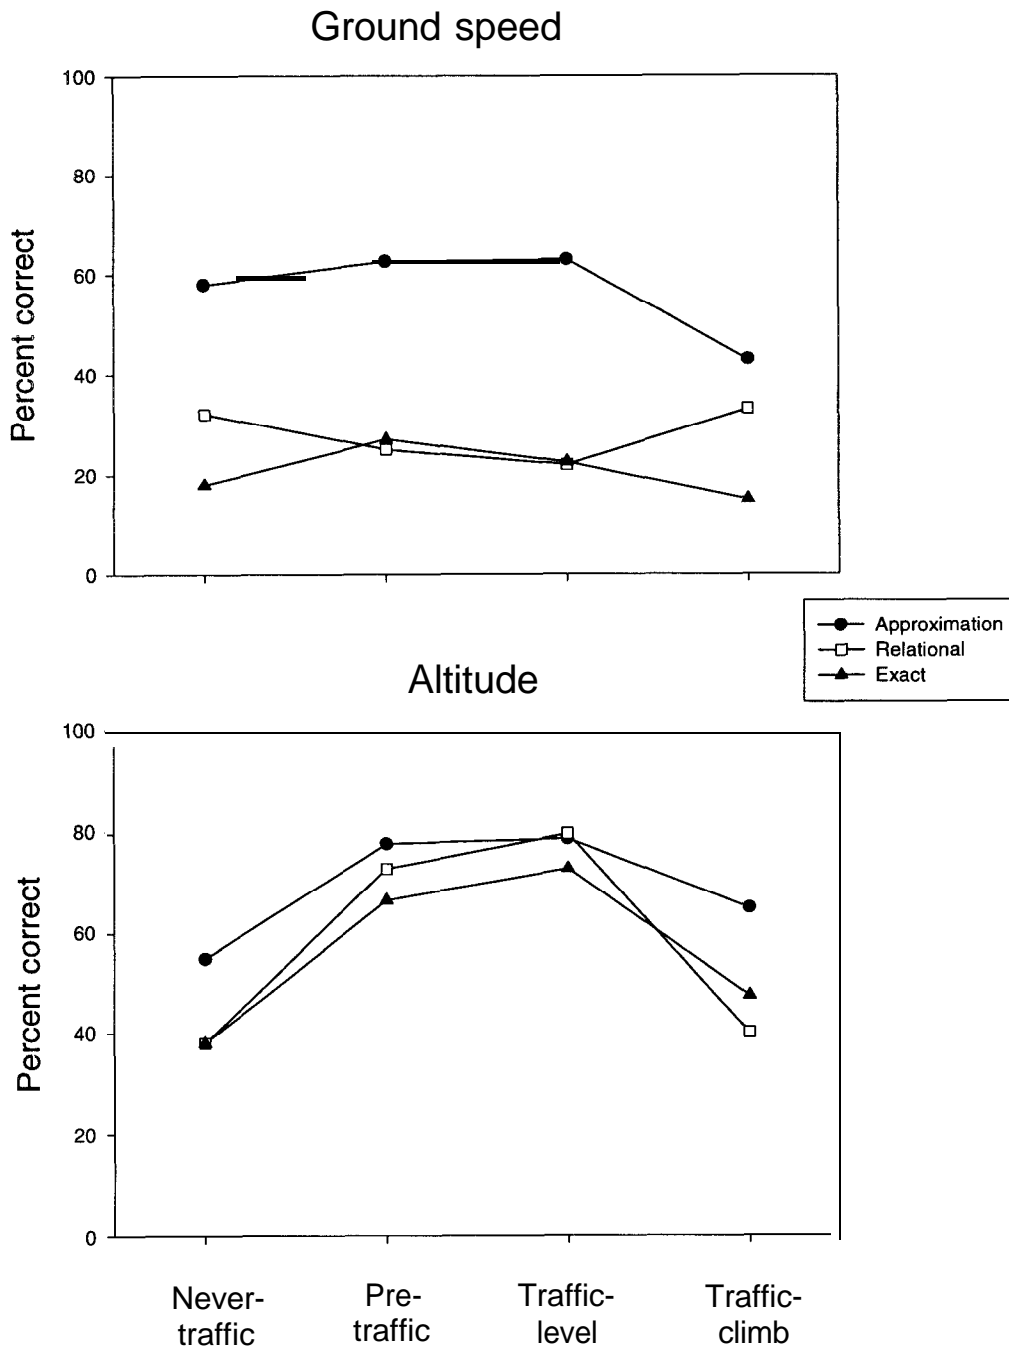 Ground speed
100
80
60
40
20
0
Percent correct
Approximation
Relational
Exact
Altitude
100
80
60
40
20
0
Percent correct
Never-
traffic
Pre-
traffic
Traffic-
level
Traffic-
climb